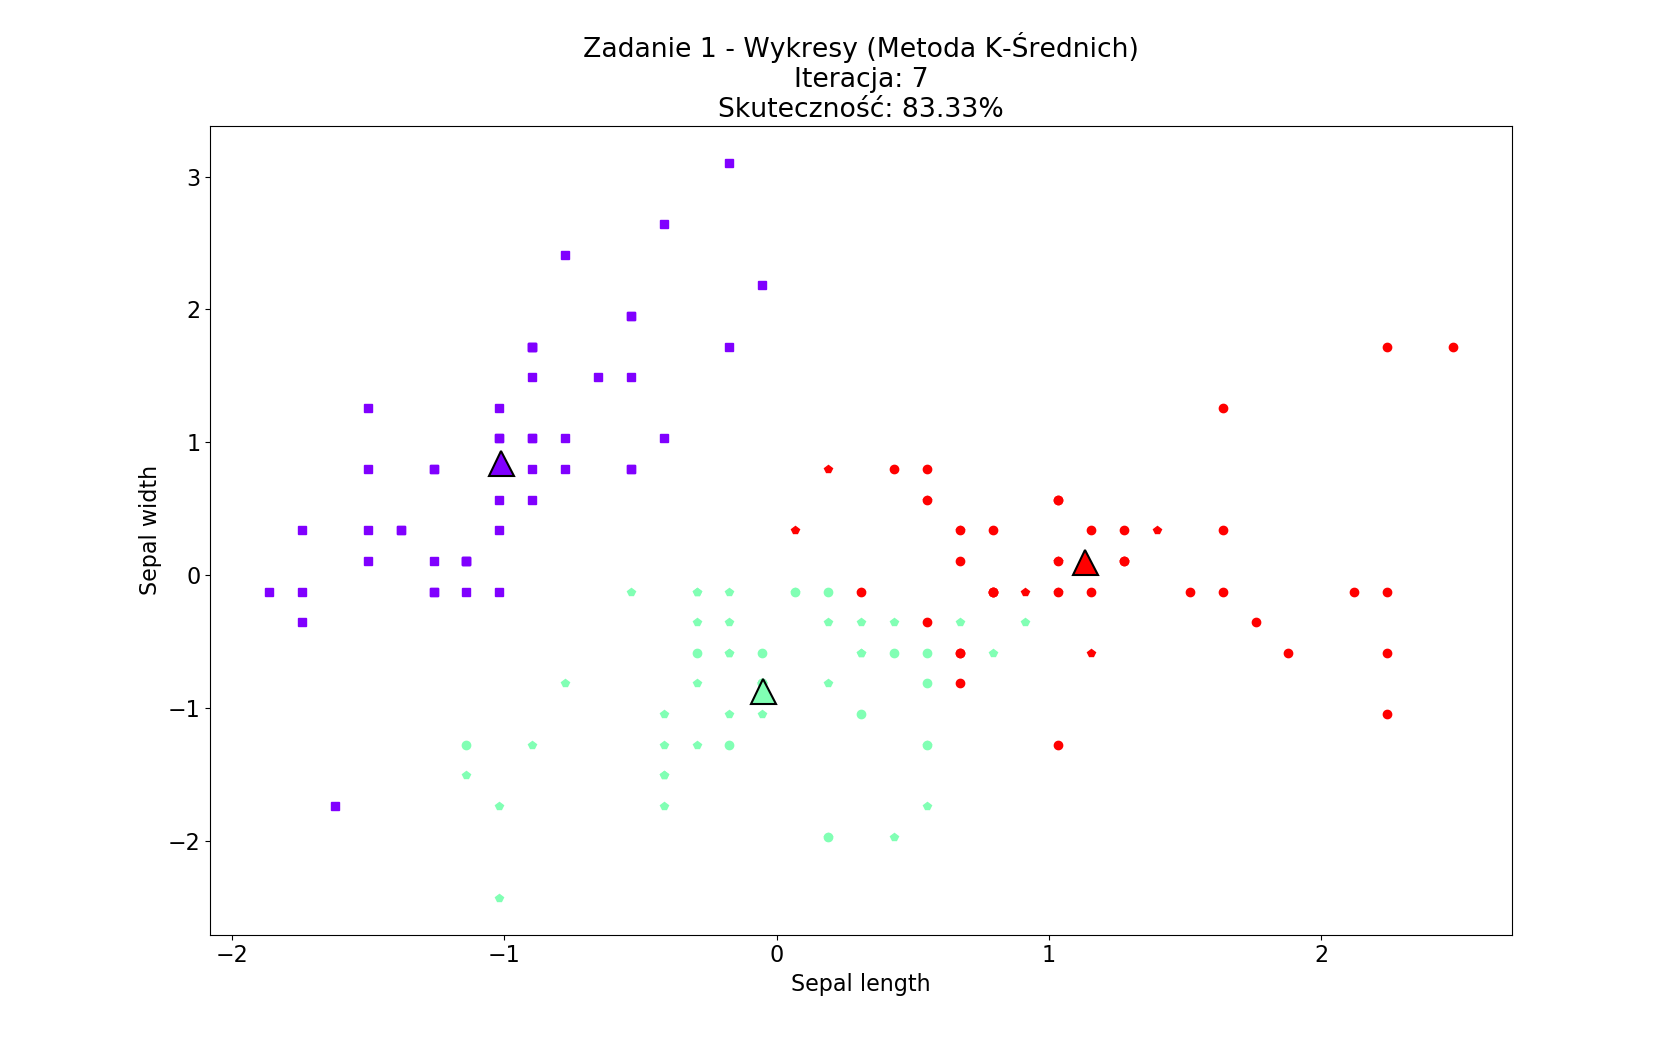 Zadanie 1 - Wykresy (Metoda K-Średnich)
Iteracja: 7
Skuteczność: 83.33%
3
2
1
0
−1
−2
Sepal width
−2
−1
0
1
2
Sepal length